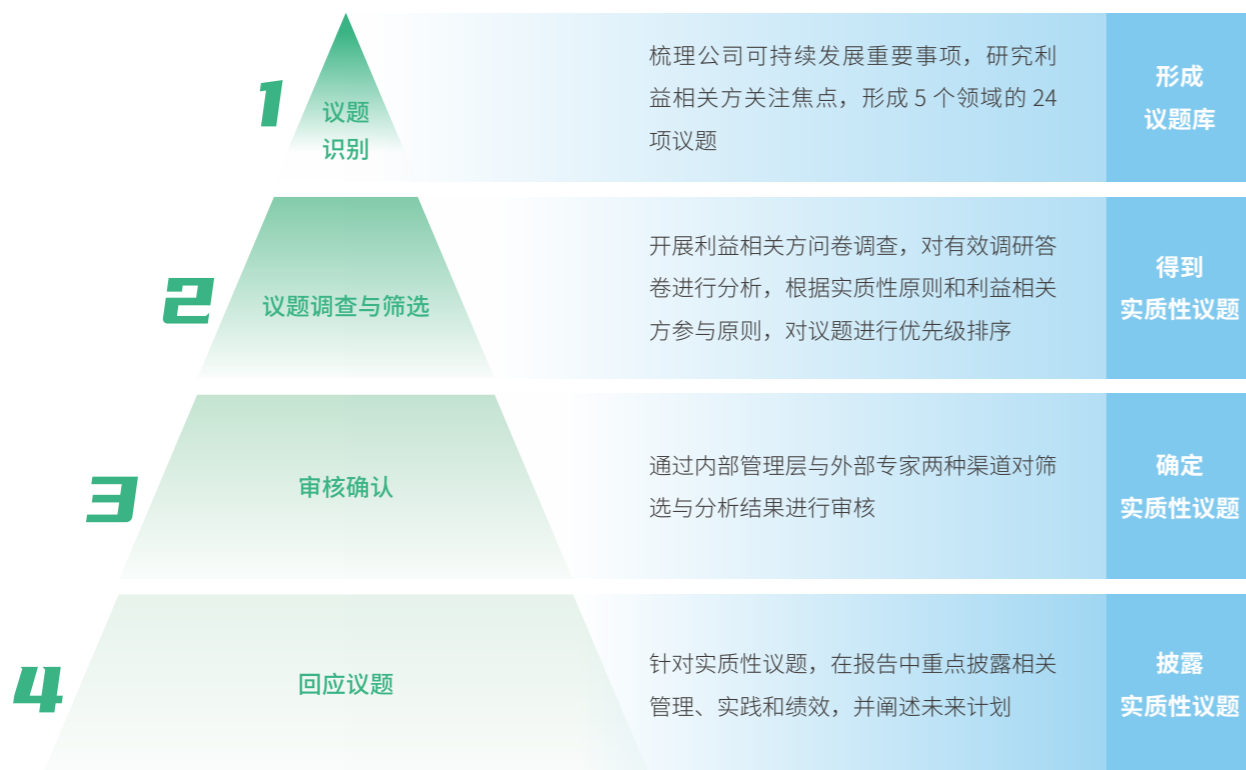 1
议题
识别
梳理公司可持续发展重要事项，研究利
益相关方关注焦点，形成 5 个领域的 24
项议题
形成
议题库
2
议题调查与筛选
开展利益相关方问卷调查，对有效调研答
卷进行分析，根据实质性原则和利益相关
方参与原则，对议题进行优先级排序
得到
实质性议题
3
审核确认
通过内部管理层与外部专家两种渠道对筛
选与分析结果进行审核
确定
实质性议题
4
回应议题
针对实质性议题，在报告中重点披露相关
管理、实践和绩效，并阐述未来计划
披露
实质性议题